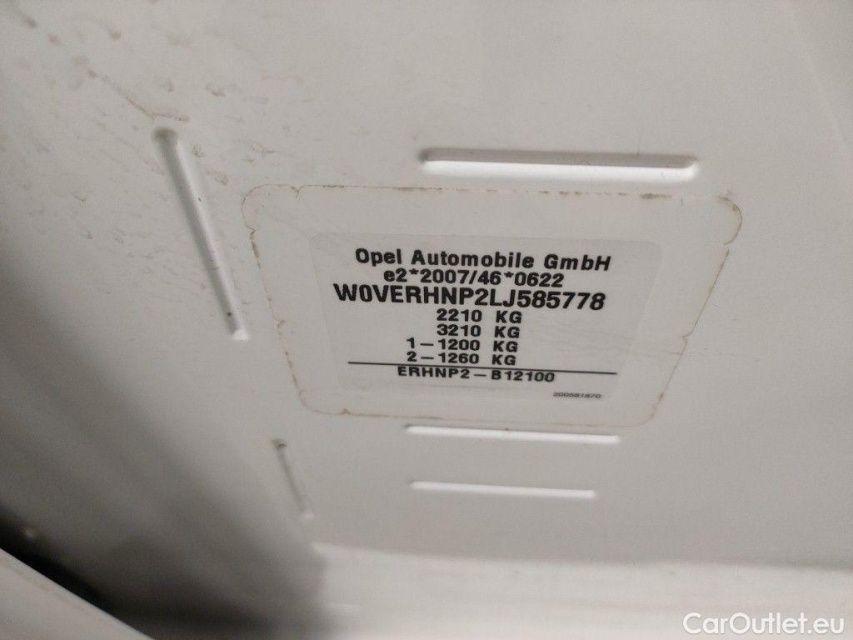 Opel Automobile GmbH
e2*2007/46*0622
W0VERHNP2LJ585778
2210 KG
3210 KG
1-1200 KG
2-1260 KG
ERHNP2-B12100
CarOutlet.eu